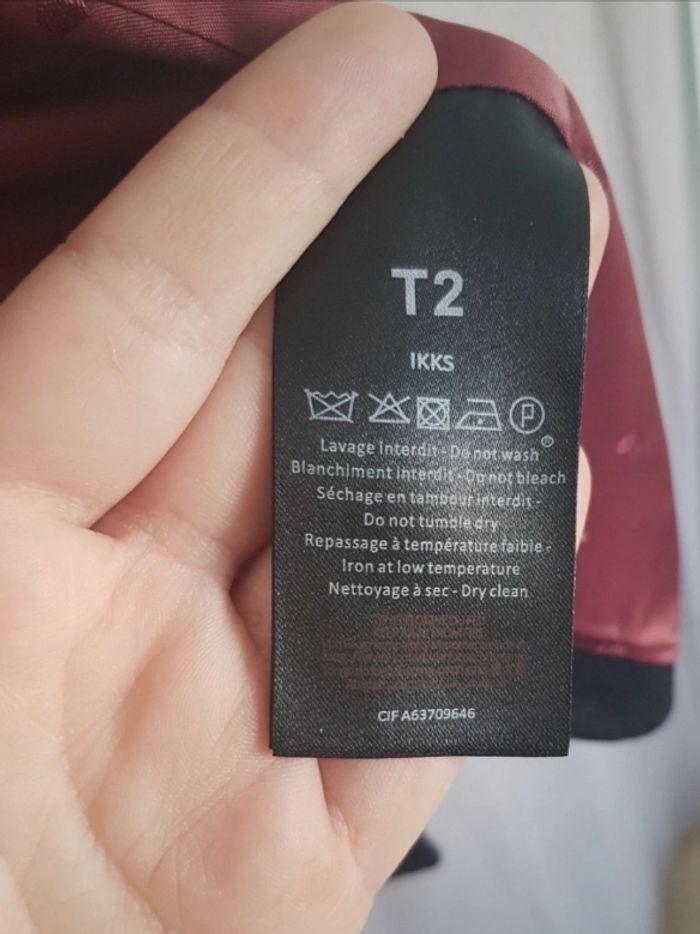 T2
IKKS
P
®
Lavage interdit - Do not wash
Blanchiment interdit - Do not bleach
Séchage en tambour interdit -
Do not tumble dry
Repassage à température faible -
Iron at low temperature
Nettoyage à sec - Dry clean
CIF A63709646